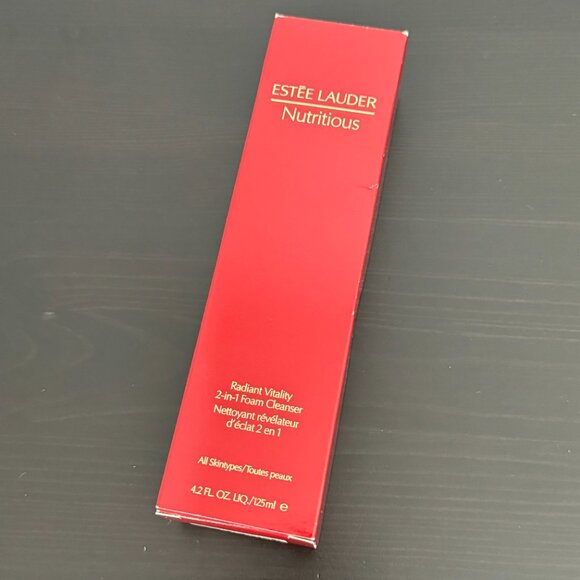 ESTĒE LAUDER
Nutritious
Radiant Vitality
2-in-1 Foam Cleanser
Nettoyant révélateur
d'éclat 2 en 1
All Skintypes/Toutes peaux
4.2 FL. OZ. LIQ./125ml ℮